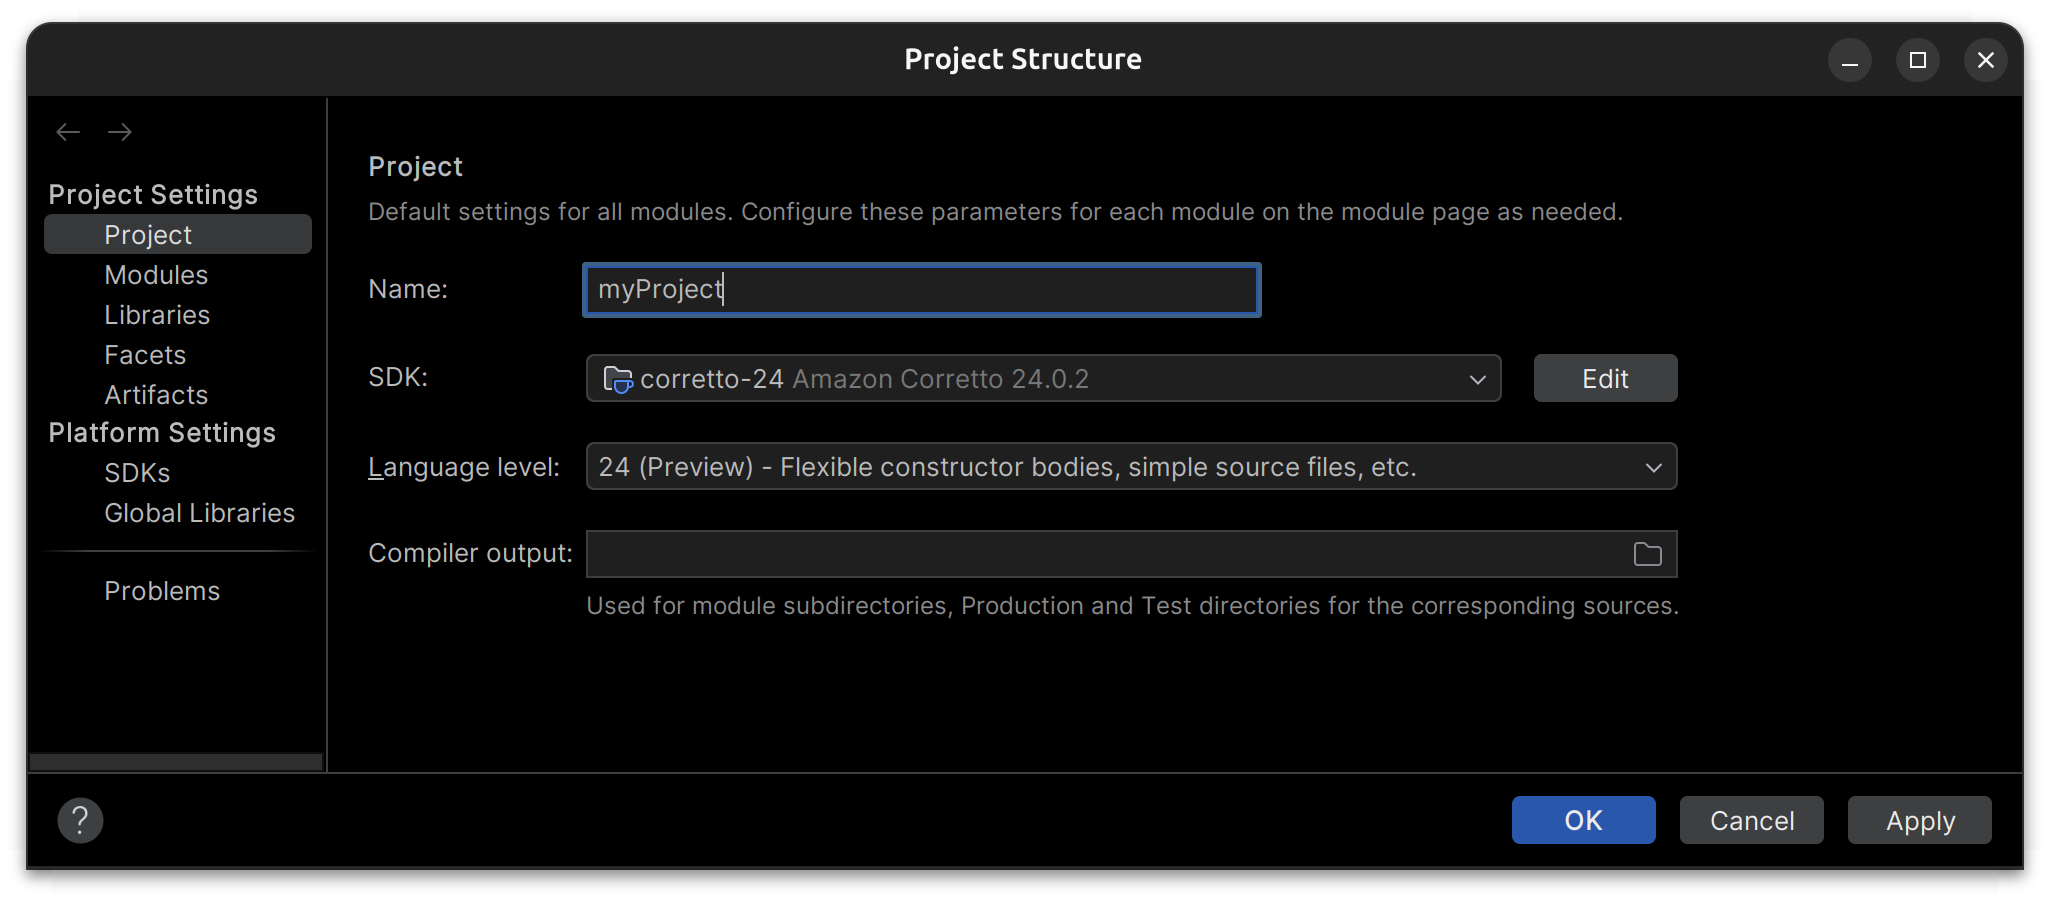 Project Structure
Project Settings
Project
Modules
Libraries
Facets
Artifacts
Platform Settings
SDKs
Global Libraries
Problems
Project
Default settings for all modules. Configure these parameters for each module on the module page as needed.
Name: myProject
SDK: corretto-24 Amazon Corretto 24.0.2 Edit
Language level: 24 (Preview) - Flexible constructor bodies, simple source files, etc.
Compiler output:
Used for module subdirectories, Production and Test directories for the corresponding sources.
? OK Cancel Apply